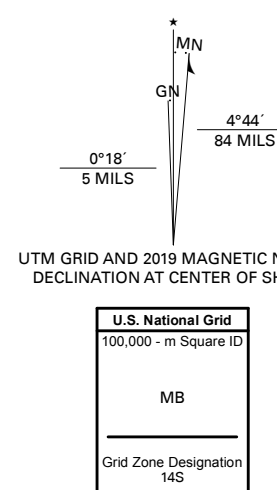 ★
MN
GN
4°44´
84 MILS
0°18´
5 MILS
UTM GRID AND 2019 MAGNETIC
DECLINATION AT CENTER OF
U.S. National Grid
100,000 - m Square ID
MB
Grid Zone Designation
14S